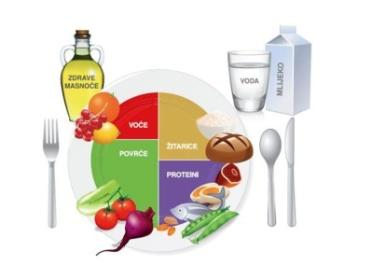 ZDRAVE
MASNOĆE
VODA
MLIJEKO
VOĆE
ŽITARICE
POVRĆE
PROTEINI